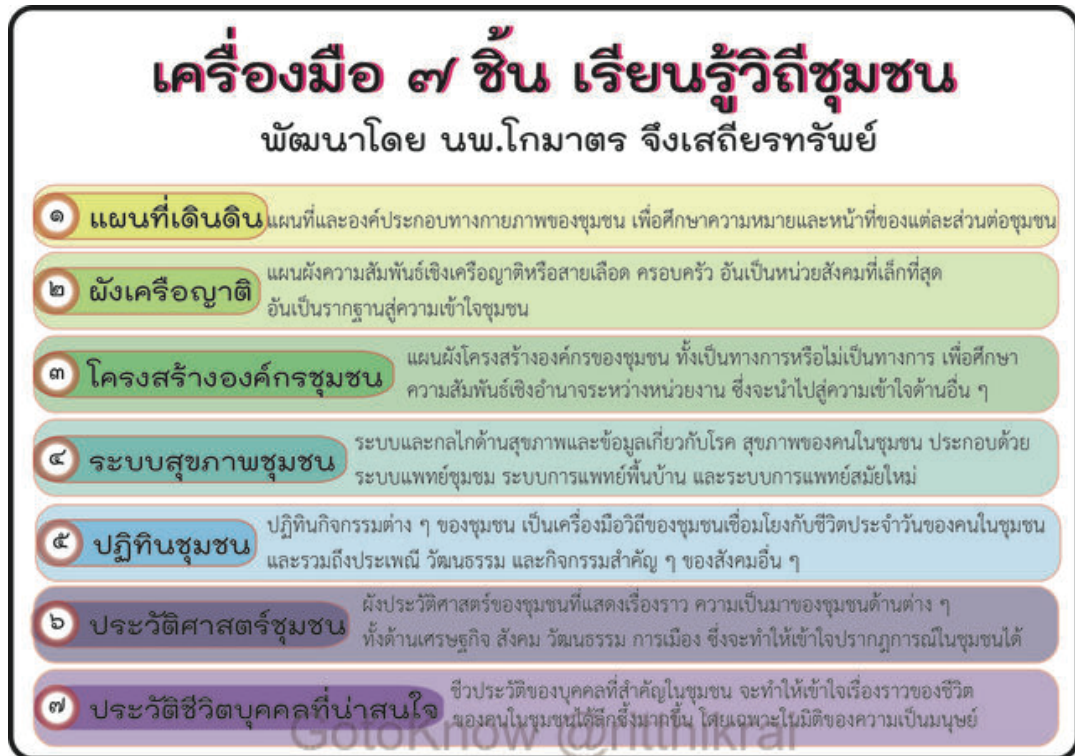 เครื่องมือ ๗ ชิ้น เรียนรู้วิถีชุมชน
พัฒนาโดย นพ.โกมาตร จึงเสถียรทรัพย์
๑ แผนที่เดินดิน แผนที่และองค์ประกอบทางกายภาพของชุมชน เพื่อศึกษาความหมายและหน้าที่ของแต่ละส่วนต่อชุมชน
๒ ผังเครือญาติ
แผนผังความสัมพันธ์เชิงเครือญาติหรือสายเลือด ครอบครัว อันเป็นหน่วยสังคมที่เล็กที่สุด
อันเป็นรากฐานสู่ความเข้าใจชุมชน
๓ โครงสร้างองค์กรชุมชน
แผนผังโครงสร้างองค์กรของชุมชน ทั้งเป็นทางการหรือไม่เป็นทางการ เพื่อศึกษา
ความสัมพันธ์เชิงอำนาจระหว่างหน่วยงาน ซึ่งจะนำไปสู่ความเข้าใจด้านอื่น ๆ
๔ ระบบสุขภาพชุมชน
ระบบและกลไกด้านสุขภาพและข้อมูลเกี่ยวกับโรค สุขภาพของคนในชุมชน ประกอบด้วย
ระบบแพทย์ชุมชม ระบบการแพทย์พื้นบ้าน และระบบการแพทย์สมัยใหม่
๕ ปฏิทินชุมชน
ปฏิทินกิจกรรมต่าง ๆ ของชุมชน เป็นเครื่องมือวิถีของชุมชนเชื่อมโยงกับชีวิตประจำวันของคนในชุมชน
และรวมถึงประเพณี วัฒนธรรม และกิจกรรมสำคัญ ๆ ของสังคมอื่น ๆ
๖ ประวัติศาสตร์ชุมชน
ผังประวัติศาสตร์ของชุมชนที่แสดงเรื่องราว ความเป็นมาของชุมชนด้านต่าง ๆ
ทั้งด้านเศรษฐกิจ สังคม วัฒนธรรม การเมือง ซึ่งจะทำให้เข้าใจปรากฏการณ์ในชุมชนได้
๗ ประวัติชีวิตบุคคลที่น่าสนใจ
ชีวประวัติของบุคคลที่สำคัญในชุมชน จะทำให้เข้าใจเรื่องราวของชีวิต
ของคนในชุมชนได้ลึกซึ้งมากขึ้น โดยเฉพาะในมิติของความเป็นมนุษย์
GotoKnow @ritthikrai